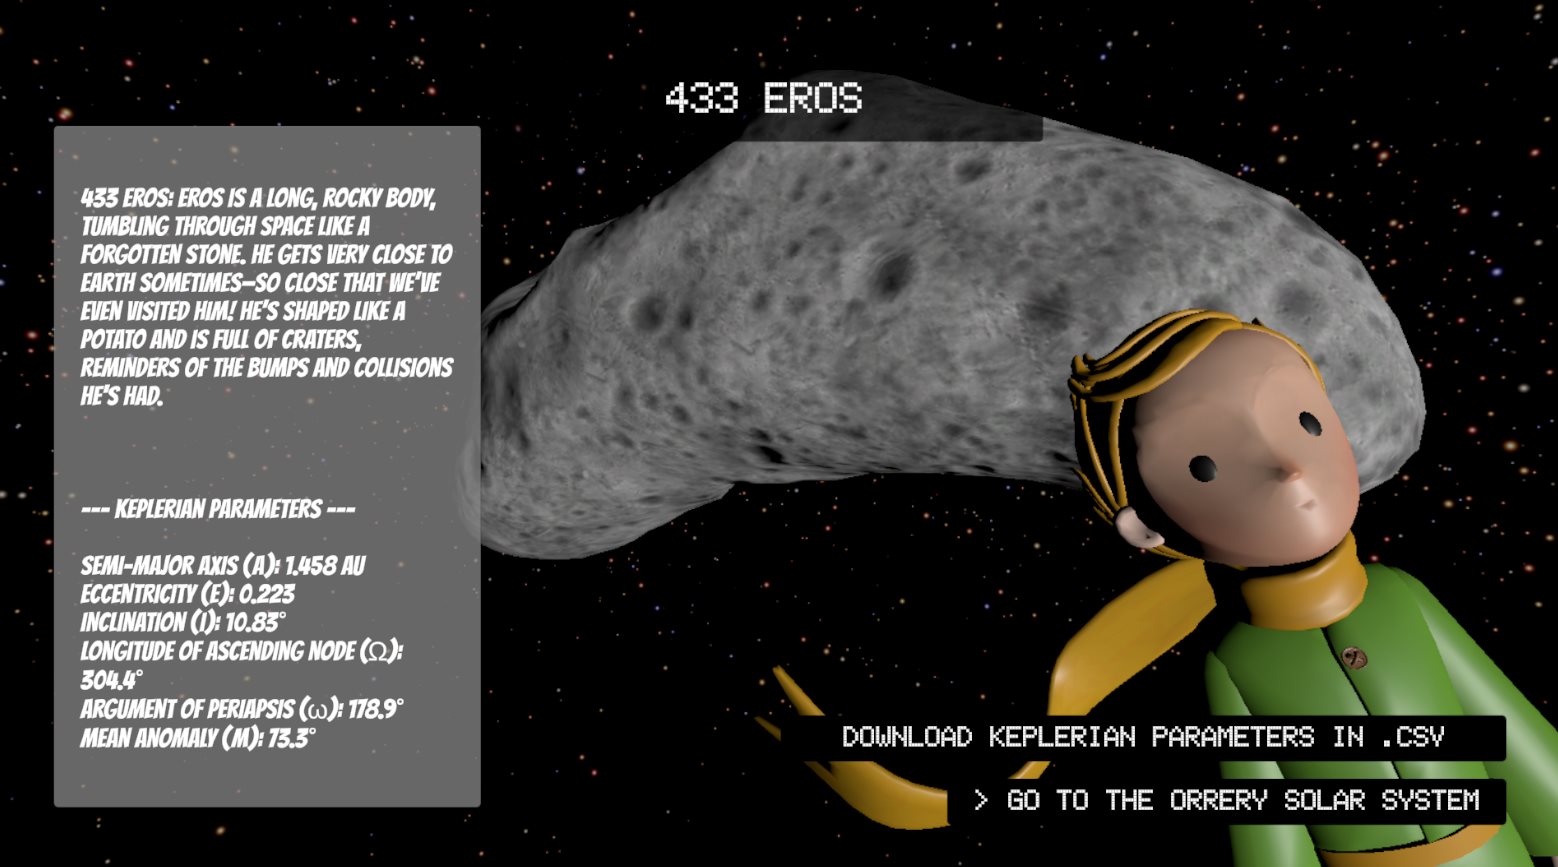 433 EROS
433 EROS: EROS IS A LONG, ROCKY BODY,
TUMBLING THROUGH SPACE LIKE A
FORGOTTEN STONE. HE GETS VERY CLOSE TO
EARTH SOMETIMES—SO CLOSE THAT WE'VE
EVEN VISITED HIM! HE'S SHAPED LIKE A
POTATO AND IS FULL OF CRATERS,
REMINDERS OF THE BUMPS AND COLLISIONS
HE'S HAD.
--- KEPLERIAN PARAMETERS ---
SEMI-MAJOR AXIS (A): 1.458 AU
ECCENTRICITY (E): 0.223
INCLINATION (I): 10.83°
LONGITUDE OF ASCENDING NODE (Ω):
304.4°
ARGUMENT OF PERIAPSIS (ω): 178.9°
MEAN ANOMALY (M): 73.3°
DOWNLOAD KEPLERIAN PARAMETERS IN .CSV
> GO TO THE ORRERY SOLAR SYSTEM